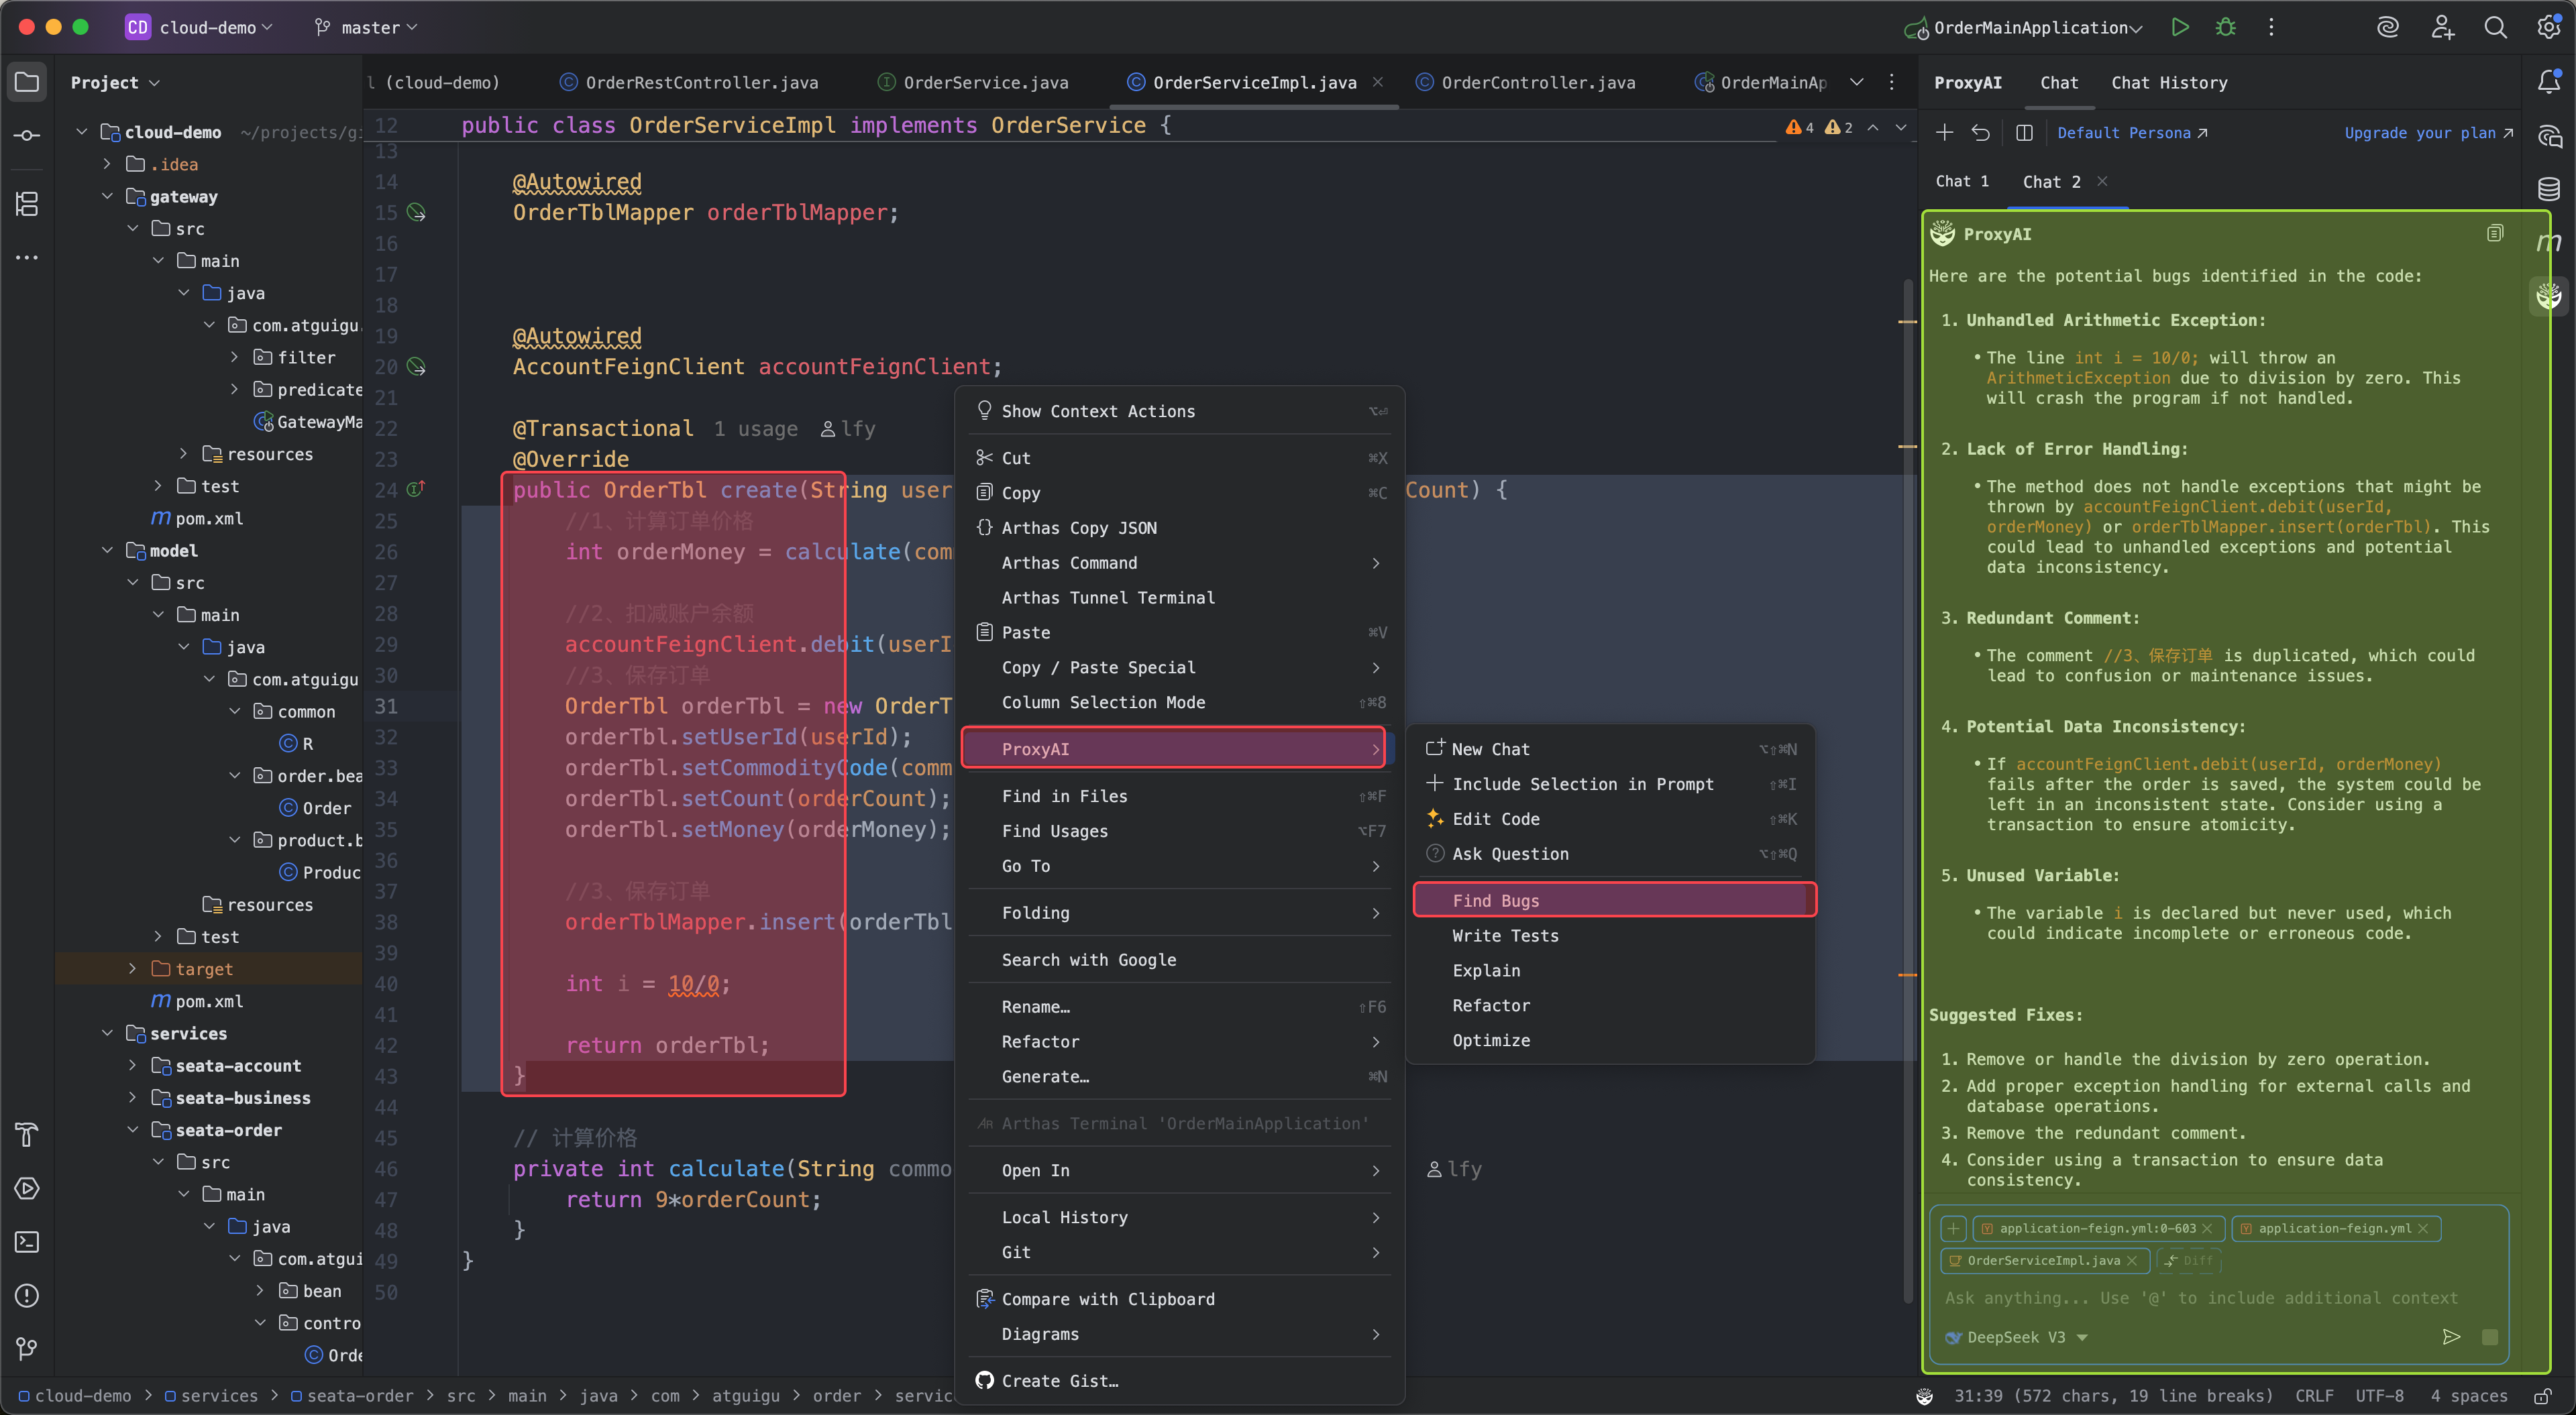 CD cloud-demo master OrderMainApplication
Project
cloud-demo ~/projects/gi
.idea
gateway
src
main
java
com.atguigu.
filter
predicate
GatewayMa
resources
test
pom.xml
model
src
main
java
com.atguigu
common
R
order.bea
Order
product.b
Produc
resources
test
target
pom.xml
services
seata-account
seata-business
seata-order
src
main
java
com.atgui
bean
contro
Orde
l (cloud-demo) OrderRestController.java OrderService.java OrderServiceImpl.java OrderController.java OrderMainAp
4 2
12 public class OrderServiceImpl implements OrderService {
13
14 @Autowired
15 OrderTblMapper orderTblMapper;
16
17
18
19 @Autowired
20 AccountFeignClient accountFeignClient;
21
22 @Transactional 1 usage lfy
23 @Override
24 public OrderTbl create(String user Count) {
25 //1、计算订单价格
26 int orderMoney = calculate(com
27
28 //2、扣减账户余额
29 accountFeignClient.debit(userI
30 //3、保存订单
31 OrderTbl orderTbl = new OrderT
32 orderTbl.setUserId(userId);
33 orderTbl.setCommodityCode(comm
34 orderTbl.setCount(orderCount);
35 orderTbl.setMoney(orderMoney);
36
37 //3、保存订单
38 orderTblMapper.insert(orderTbl
39
40 int i = 10/0;
41
42 return orderTbl;
43 }
44
45 // 计算价格
46 private int calculate(String commo lfy
47 return 9*orderCount;
48 }
49 }
50
Show Context Actions ⌥⏎
Cut ⌘X
Copy ⌘C
Arthas Copy JSON
Arthas Command
Arthas Tunnel Terminal
Paste ⌘V
Copy / Paste Special
Column Selection Mode ⇧⌘8
ProxyAI
Find in Files ⇧⌘F
Find Usages ⌥F7
Go To
Folding
Search with Google
Rename… ⇧F6
Refactor
Generate… ⌘N
Arthas Terminal 'OrderMainApplication'
Open In
Local History
Git
Compare with Clipboard
Diagrams
Create Gist…
New Chat ⌥⇧⌘N
Include Selection in Prompt ⇧⌘I
Edit Code ⇧⌘K
Ask Question ⌥⇧⌘Q
Find Bugs
Write Tests
Explain
Refactor
Optimize
ProxyAI Chat Chat History
Default Persona Upgrade your plan
Chat 1 Chat 2
ProxyAI
Here are the potential bugs identified in the code:
1. Unhandled Arithmetic Exception:
• The line int i = 10/0; will throw an
ArithmeticException due to division by zero. This
will crash the program if not handled.
2. Lack of Error Handling:
• The method does not handle exceptions that might be
thrown by accountFeignClient.debit(userId,
orderMoney) or orderTblMapper.insert(orderTbl). This
could lead to unhandled exceptions and potential
data inconsistency.
3. Redundant Comment:
• The comment //3、保存订单 is duplicated, which could
lead to confusion or maintenance issues.
4. Potential Data Inconsistency:
• If accountFeignClient.debit(userId, orderMoney)
fails after the order is saved, the system could be
left in an inconsistent state. Consider using a
transaction to ensure atomicity.
5. Unused Variable:
• The variable i is declared but never used, which
could indicate incomplete or erroneous code.
Suggested Fixes:
1. Remove or handle the division by zero operation.
2. Add proper exception handling for external calls and
database operations.
3. Remove the redundant comment.
4. Consider using a transaction to ensure data
consistency.
application-feign.yml:0-603 application-feign.yml
OrderServiceImpl.java Diff
Ask anything... Use '@' to include additional context
DeepSeek V3
cloud-demo > services > seata-order > src > main > java > com > atguigu > order > servic
31:39 (572 chars, 19 line breaks) CRLF UTF-8 4 spaces